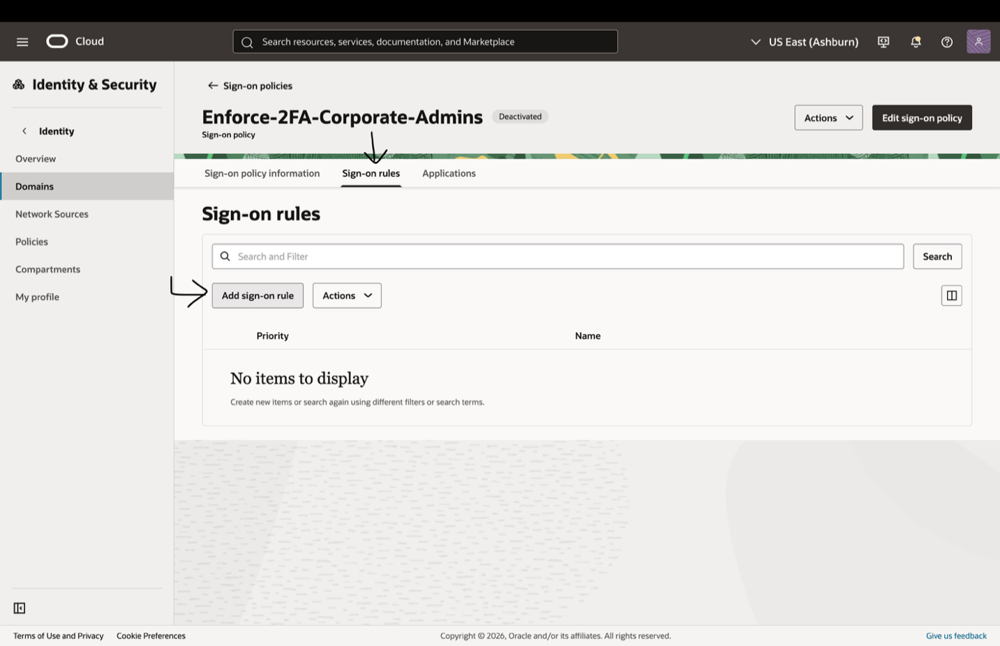 Cloud
Search resources, services, documentation, and Marketplace
US East (Ashburn)
Identity & Security
Identity
Overview
Domains
Network Sources
Policies
Compartments
My profile
Sign-on policies
Enforce-2FA-Corporate-Admins
Deactivated
Sign-on policy
Actions
Edit sign-on policy
Sign-on policy information
Sign-on rules
Applications
Sign-on rules
Search and Filter
Search
Add sign-on rule
Actions
Priority
Name
No items to display
Create new items or search again using different filters or search terms.
Terms of Use and Privacy
Cookie Preferences
Copyright © 2026, Oracle and/or its affiliates. All rights reserved.
Give us feedback